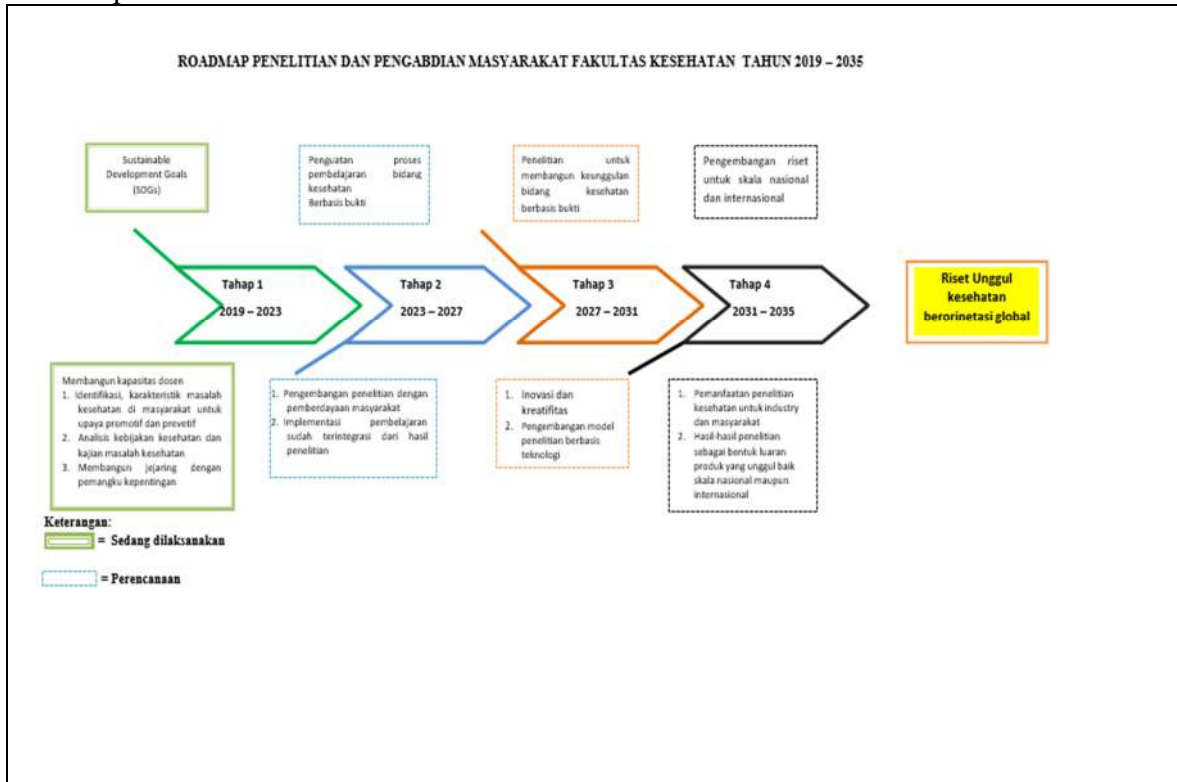 ROADMAP PENELITIAN DAN PENGABDIAN MASYARAKAT FAKULTAS KESEHATAN TAHUN 2019 – 2035
Sustainable
Development Goals
(SDGs)
Penguatan proses
pembelajaran bidang
kesehatan
Berbasis bukti
Penelitian untuk
membangun keunggulan
bidang kesehatan
berbasis bukti
Pengembangan riset
untuk skala nasional
dan internasional
Tahap 1
2019 – 2023
Tahap 2
2023 – 2027
Tahap 3
2027 – 2031
Tahap 4
2031 – 2035
Riset Unggul
kesehatan
berorinetasi global
Membangun kapasitas dosen
1. Identifikasi, karakteristik masalah
kesehatan di masyarakat untuk
upaya promotif dan prevetif
2. Analisis kebijakan kesehatan dan
kajian masalah kesehatan
3. Membangun jejaring dengan
pemangku kepentingan
1. Pengembangan penelitian dengan
pemberdayaan masyarakat
2. Implementasi pembelajaran
sudah terintegrasi dari hasil
penelitian
1. Inovasi dan
kreatifitas
2. Pengembangan model
penelitian berbasis
teknologi
1. Pemanfaatan penelitian
kesehatan untuk industry
dan masyarakat
2. Hasil-hasil penelitian
sebagai bentuk luaran
produk yang unggul baik
skala nasional maupun
internasional
Keterangan:
= Sedang dilaksanakan
= Perencanaan